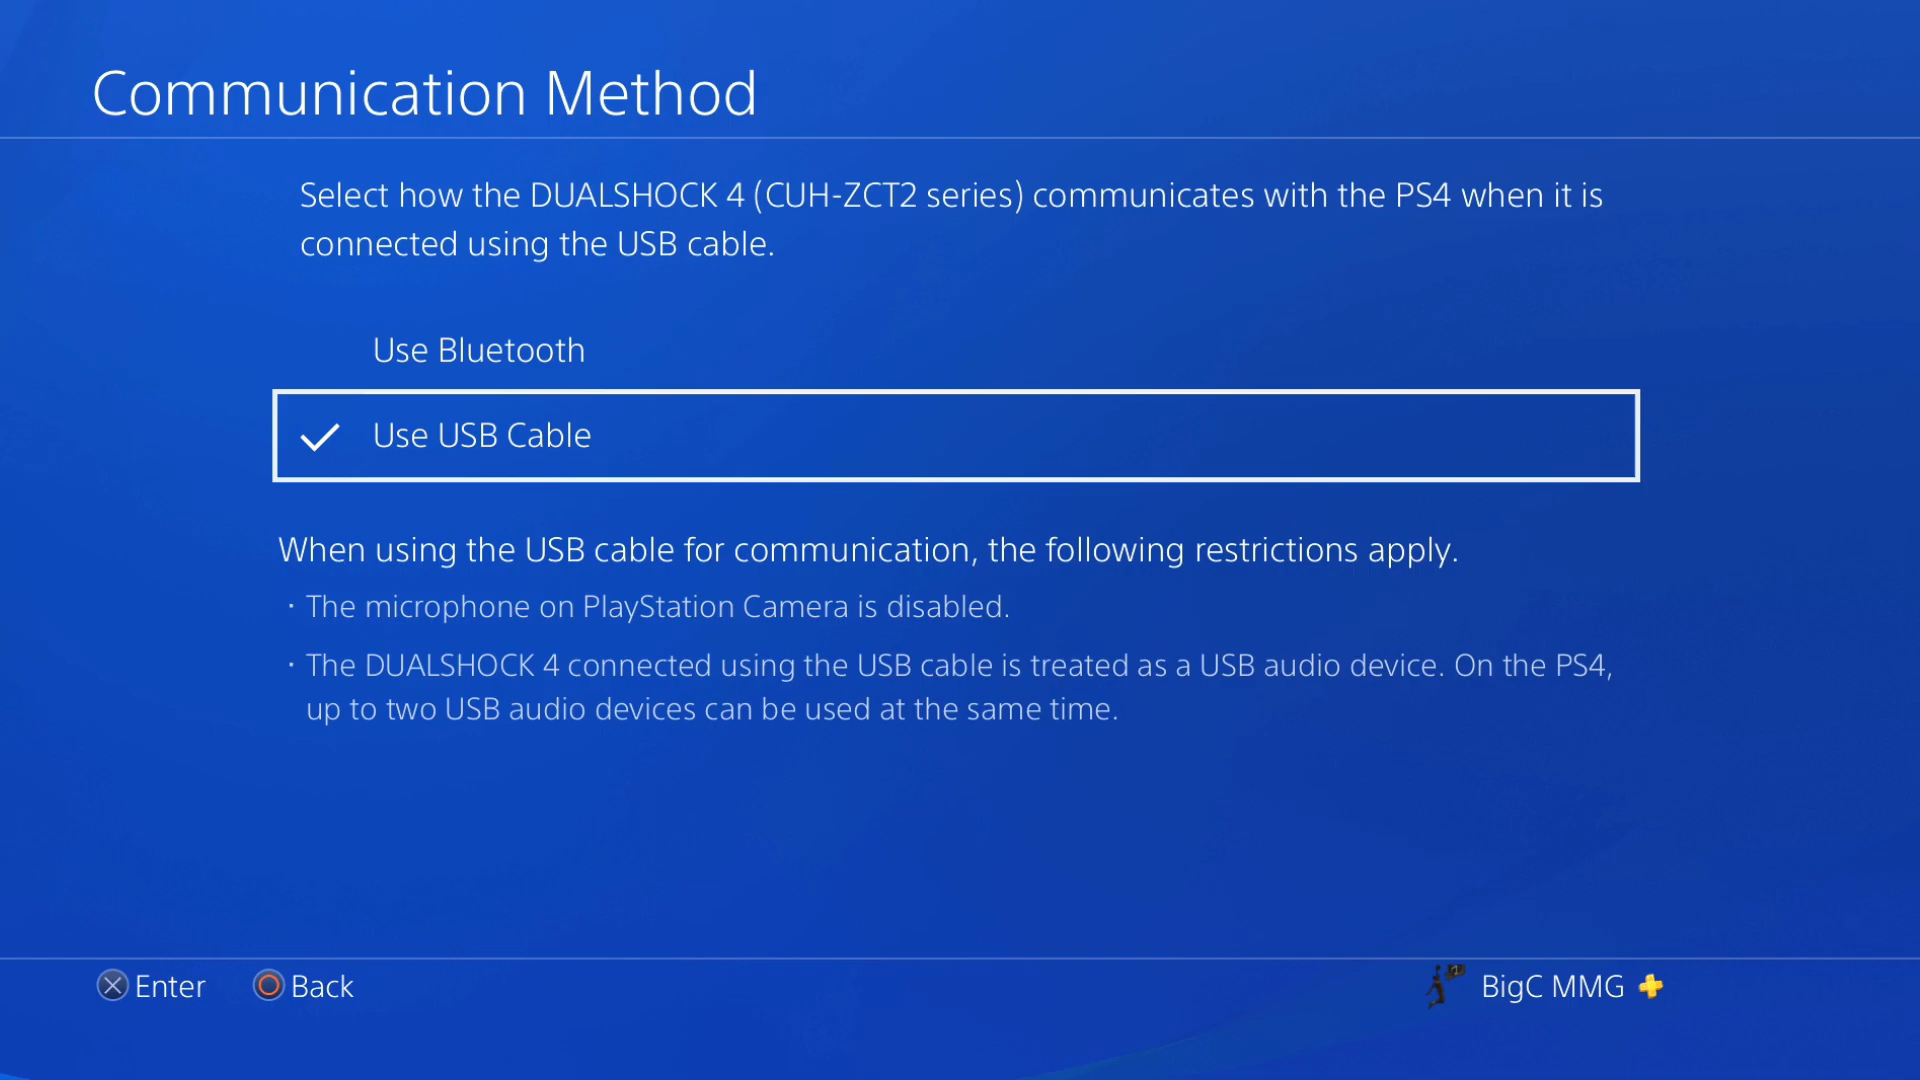 Communication Method
Select how the DUALSHOCK 4 (CUH-ZCT2 series) communicates with the PS4 when it is
connected using the USB cable.
Use Bluetooth
Use USB Cable
When using the USB cable for communication, the following restrictions apply.
· The microphone on PlayStation Camera is disabled.
· The DUALSHOCK 4 connected using the USB cable is treated as a USB audio device. On the PS4,
up to two USB audio devices can be used at the same time.
Enter Back BigC MMG